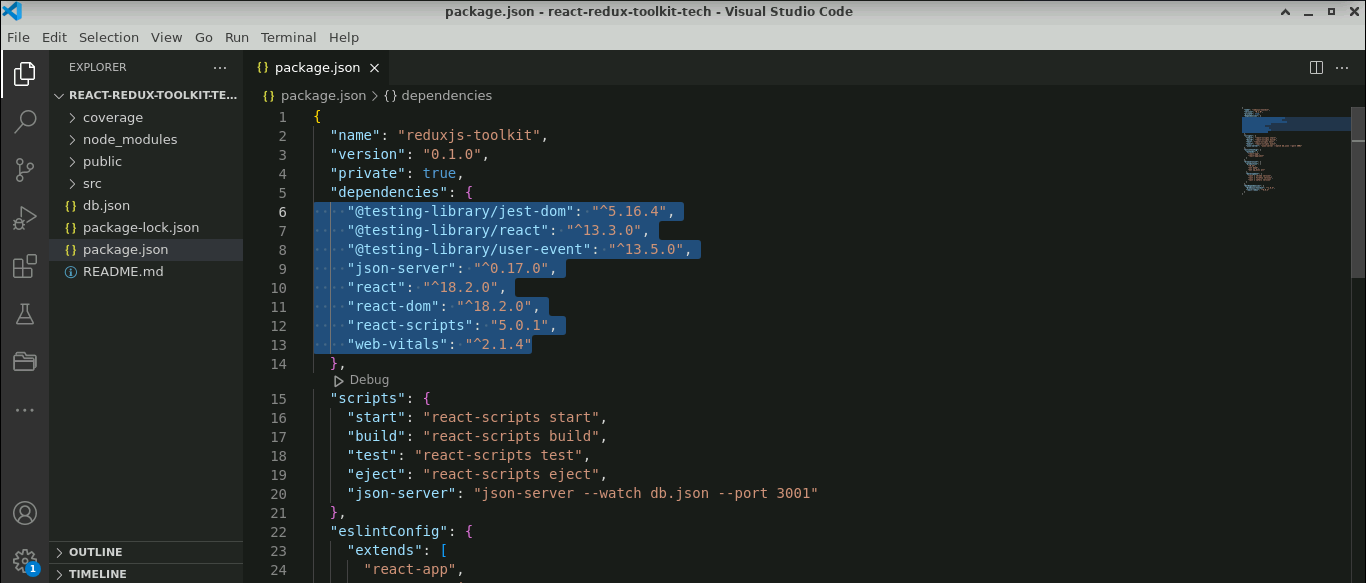 package.json - react-redux-toolkit-tech - Visual Studio Code
File Edit Selection View Go Run Terminal Help
EXPLORER
REACT-REDUX-TOOLKIT-TE...
coverage
node_modules
public
src
{} db.json
{} package-lock.json
{} package.json
README.md
OUTLINE
TIMELINE
1
{} package.json
{} package.json > {} dependencies
1 {
2 "name": "reduxjs-toolkit",
3 "version": "0.1.0",
4 "private": true,
5 "dependencies": {
6 "@testing-library/jest-dom": "^5.16.4",
7 "@testing-library/react": "^13.3.0",
8 "@testing-library/user-event": "^13.5.0",
9 "json-server": "^0.17.0",
10 "react": "^18.2.0",
11 "react-dom": "^18.2.0",
12 "react-scripts": "5.0.1",
13 "web-vitals": "^2.1.4"
14 },
Debug
15 "scripts": {
16 "start": "react-scripts start",
17 "build": "react-scripts build",
18 "test": "react-scripts test",
19 "eject": "react-scripts eject",
20 "json-server": "json-server --watch db.json --port 3001"
21 },
22 "eslintConfig": {
23 "extends": [
24 "react-app",